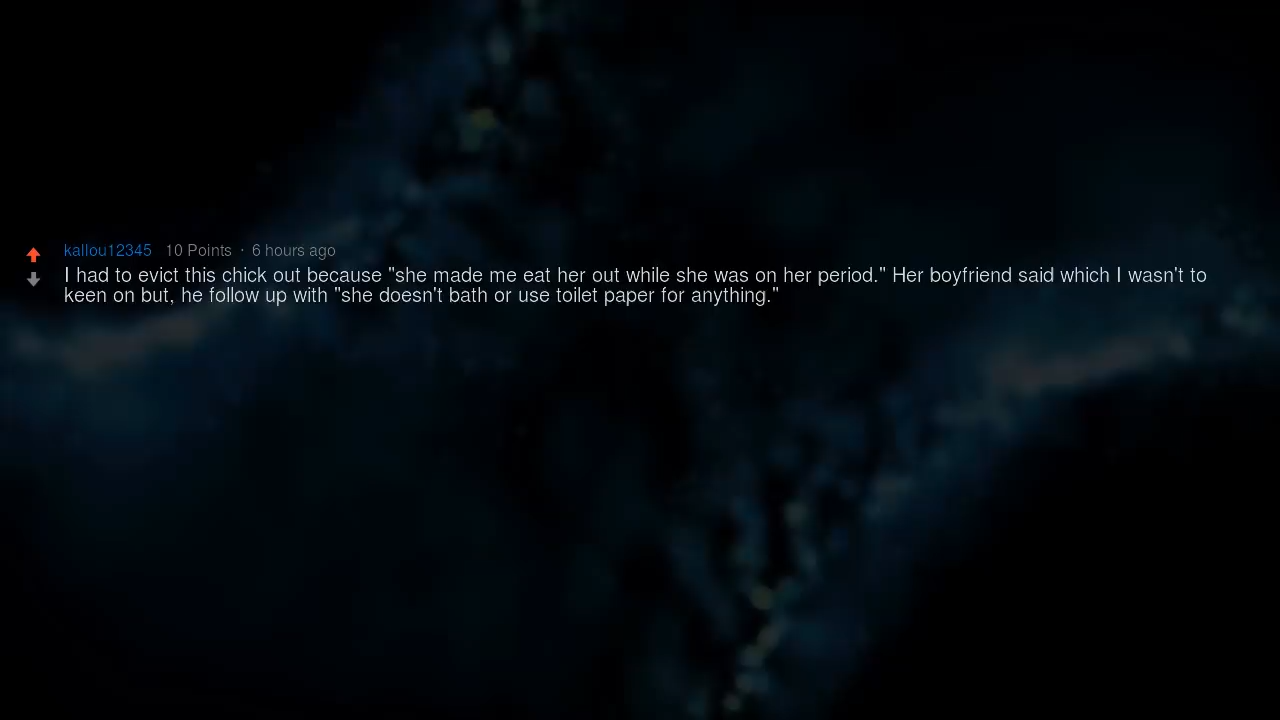 kallou12345 10 Points · 6 hours ago
I had to evict this chick out because "she made me eat her out while she was on her period." Her boyfriend said which I wasn't to
keen on but, he follow up with "she doesn't bath or use toilet paper for anything."